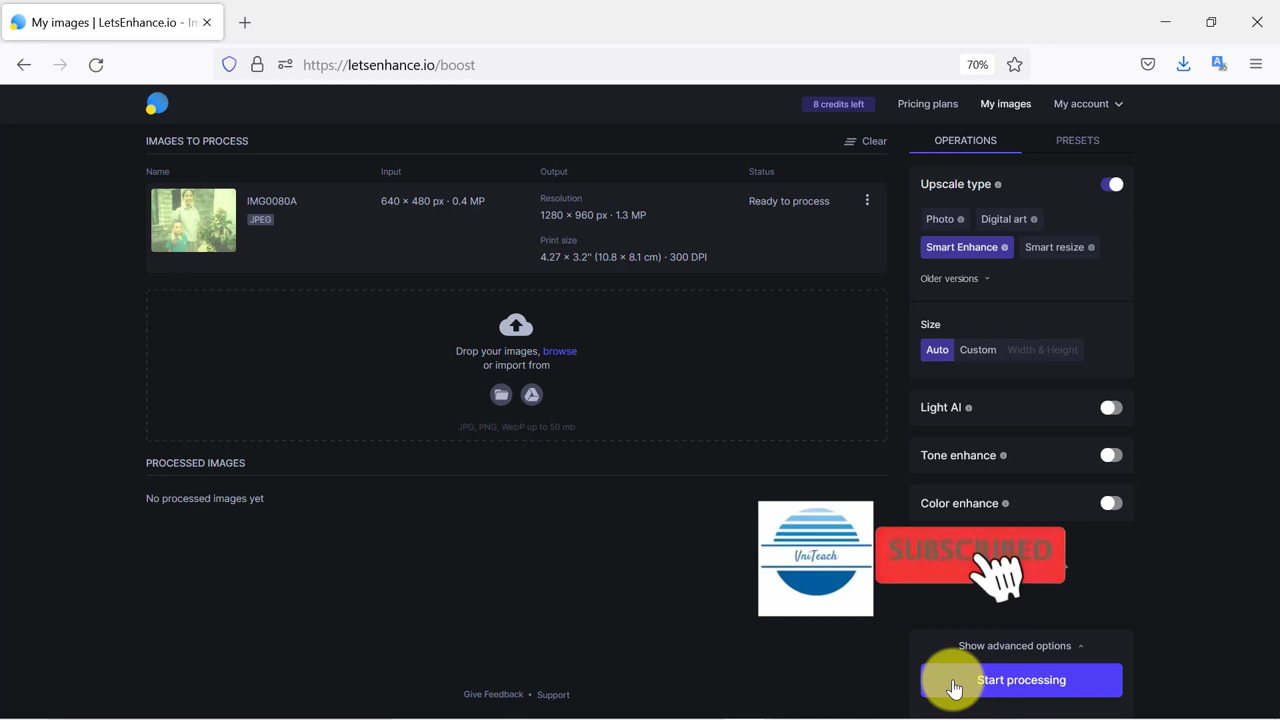 My images | LetsEnhance.io - Im
https://letsenhance.io/boost
70%
8 credits left
Pricing plans
My images
My account
IMAGES TO PROCESS
Clear
OPERATIONS
PRESETS
Name
Input
Output
Status
IMG0080A
JPEG
640 × 480 px · 0.4 MP
Resolution
1280 × 960 px · 1.3 MP
Print size
4.27 × 3.2" (10.8 × 8.1 cm) · 300 DPI
Ready to process
Upscale type
Photo
Digital art
Smart Enhance
Smart resize
Older versions
Drop your images, browse
or import from
JPG, PNG, WebP up to 50 mb
Size
Auto
Custom
Width & Height
Light AI
Tone enhance
Color enhance
PROCESSED IMAGES
No processed images yet
UniTeach
SUBSCRIBED
Show advanced options
Start processing
Give Feedback • Support